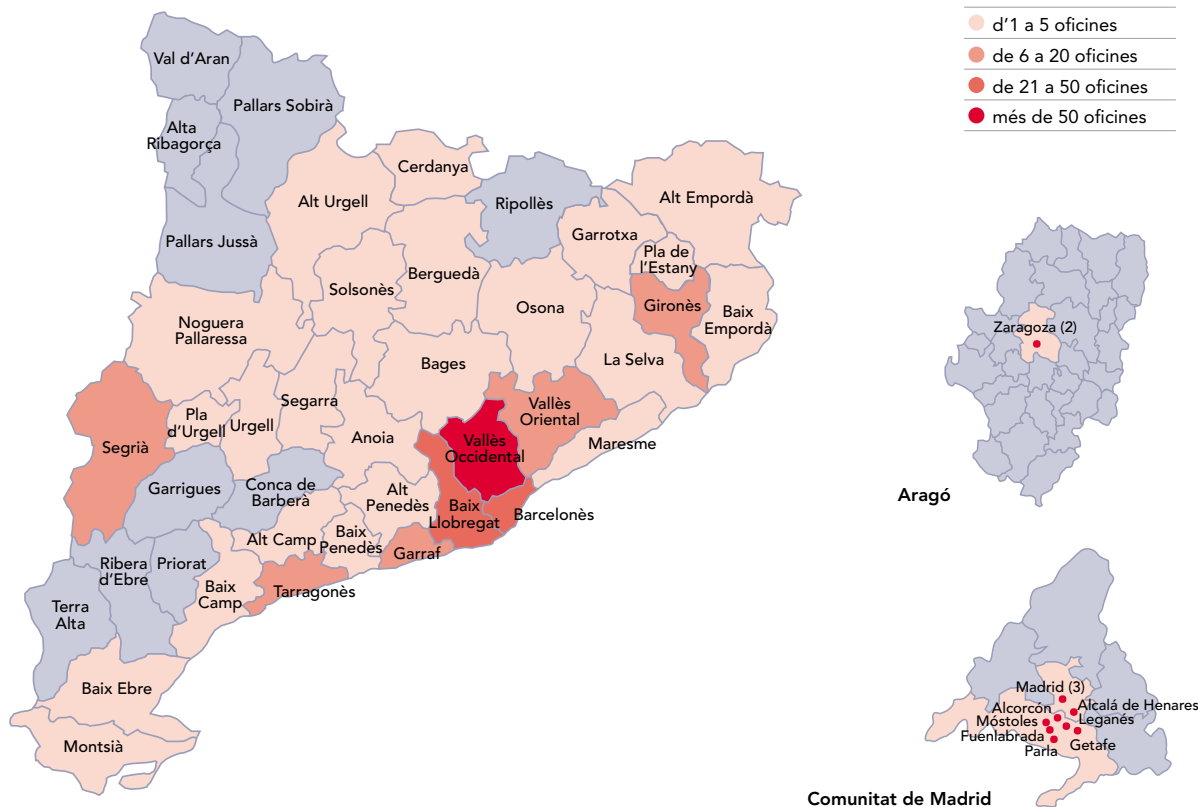 d'1 a 5 oficines
de 6 a 20 oficines
de 21 a 50 oficines
més de 50 oficines
Val d'Aran
Pallars Sobirà
Alta
Ribagorça
Cerdanya
Alt Urgell
Ripollès
Alt Empordà
Pallars Jussà
Garrotxa
Pla de
l'Estany
Berguedà
Solsonès
Osona
Gironès
Baix
Empordà
Noguera
Pallaressa
Bages
La Selva
Segarra
Vallès
Oriental
Pla
d'Urgell
Urgell
Anoia
Vallès
Occidental
Maresme
Segrià
Garrigues
Conca de
Barberà
Alt
Penedès
Baix
Llobregat
Barcelonès
Alt Camp
Baix
Penedès
Garraf
Ribera
d'Ebre
Priorat
Baix
Camp
Tarragonès
Terra
Alta
Baix Ebre
Montsià
Zaragoza (2)
Aragó
Madrid (3)
Alcorcón
Alcalá de Henares
Móstoles
Leganés
Fuenlabrada
Getafe
Parla
Comunitat de Madrid